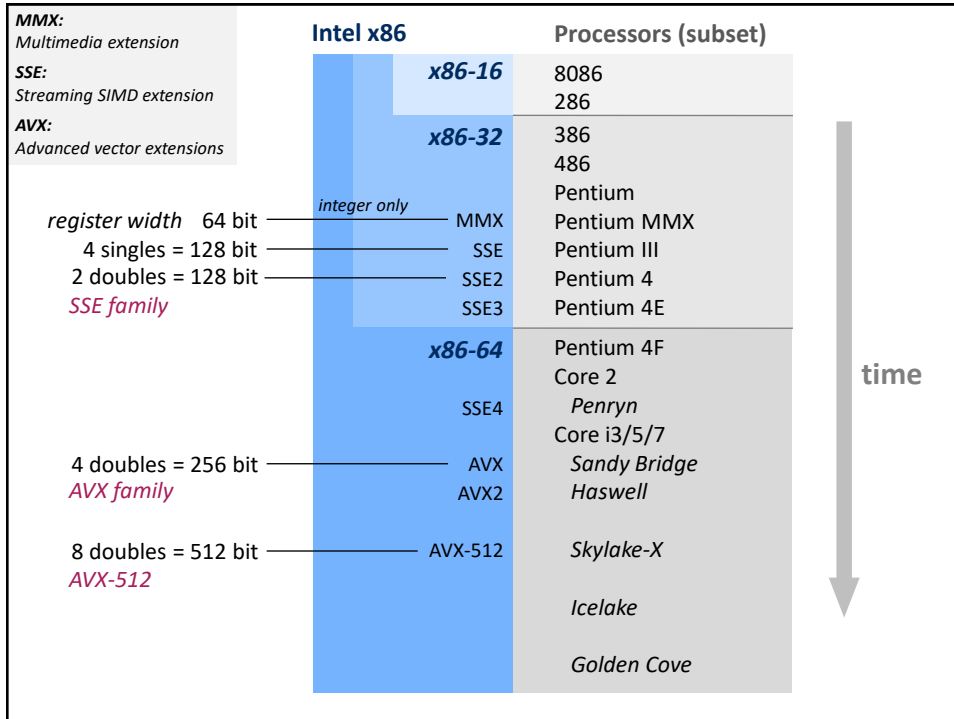 MMX:
Multimedia extension
SSE:
Streaming SIMD extension
AVX:
Advanced vector extensions
Intel x86
Processors (subset)
x86-16
8086
286
x86-32
386
486
Pentium
integer only
register width 64 bit
MMX
Pentium MMX
4 singles = 128 bit
SSE
Pentium III
2 doubles = 128 bit
SSE2
Pentium 4
SSE family
SSE3
Pentium 4E
x86-64
Pentium 4F
time
Core 2
SSE4
Penryn
Core i3/5/7
4 doubles = 256 bit
AVX
Sandy Bridge
AVX family
AVX2
Haswell
8 doubles = 512 bit
AVX-512
Skylake-X
AVX-512
Icelake
Golden Cove